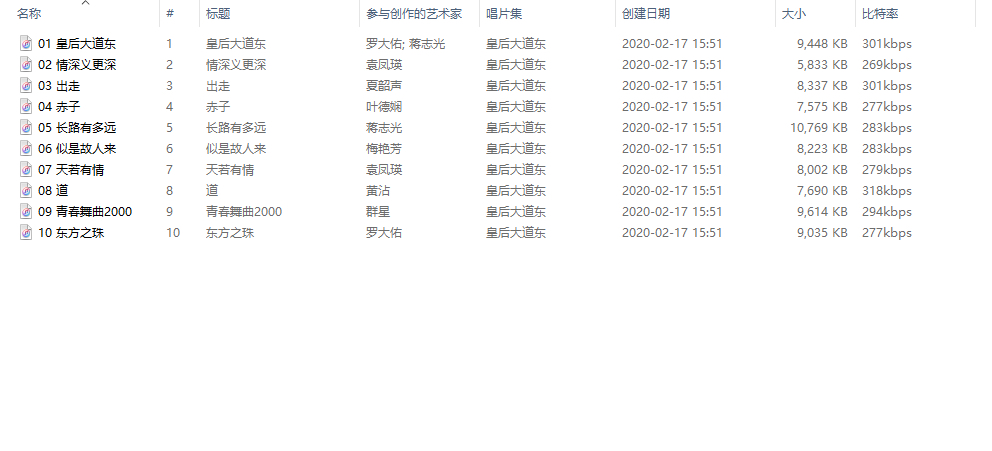 名称 # 标题 参与创作的艺术家 唱片集 创建日期 大小 比特率
01 皇后大道东 1 皇后大道东 罗大佑; 蒋志光 皇后大道东 2020-02-17 15:51 9,448 KB 301kbps
02 情深义更深 2 情深义更深 袁凤瑛 皇后大道东 2020-02-17 15:51 5,833 KB 269kbps
03 出走 3 出走 夏韶声 皇后大道东 2020-02-17 15:51 8,337 KB 301kbps
04 赤子 4 赤子 叶德娴 皇后大道东 2020-02-17 15:51 7,575 KB 277kbps
05 长路有多远 5 长路有多远 蒋志光 皇后大道东 2020-02-17 15:51 10,769 KB 283kbps
06 似是故人来 6 似是故人来 梅艳芳 皇后大道东 2020-02-17 15:51 8,223 KB 283kbps
07 天若有情 7 天若有情 袁凤瑛 皇后大道东 2020-02-17 15:51 8,002 KB 279kbps
08 道 8 道 黄沾 皇后大道东 2020-02-17 15:51 7,690 KB 318kbps
09 青春舞曲2000 9 青春舞曲2000 群星 皇后大道东 2020-02-17 15:51 9,614 KB 294kbps
10 东方之珠 10 东方之珠 罗大佑 皇后大道东 2020-02-17 15:51 9,035 KB 277kbps